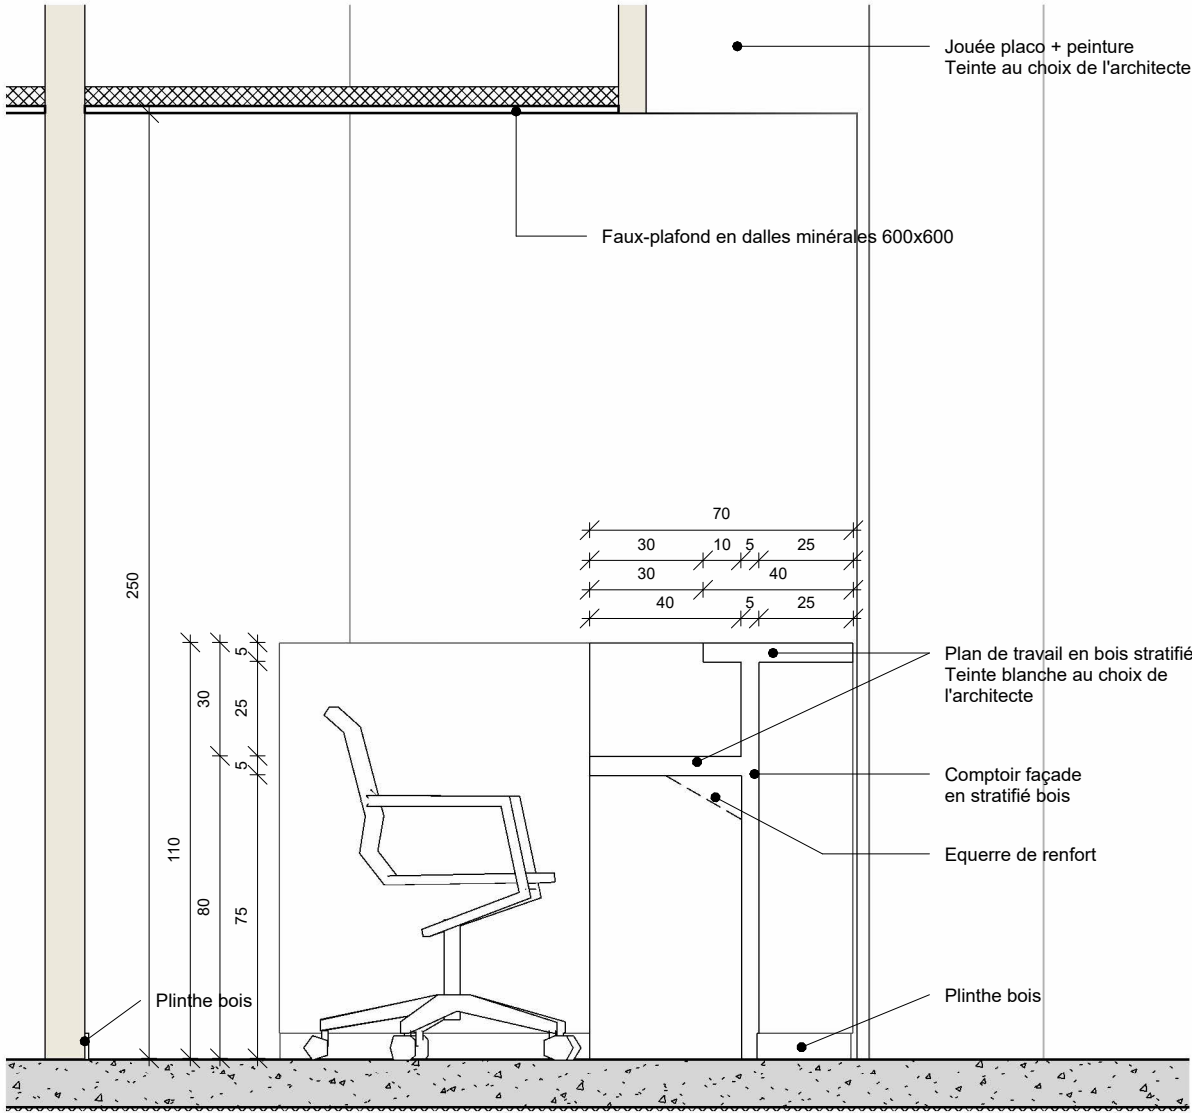 Jouée placo + peinture
Teinte au choix de l'architecte
Faux-plafond en dalles minérales 600x600
70
30 10 5 25
30 40
40 5 25
250
110
30
80
5
25
5
75
Plan de travail en bois stratifié
Teinte blanche au choix de
l'architecte
Comptoir façade
en stratifié bois
Equerre de renfort
Plinthe bois
Plinthe bois